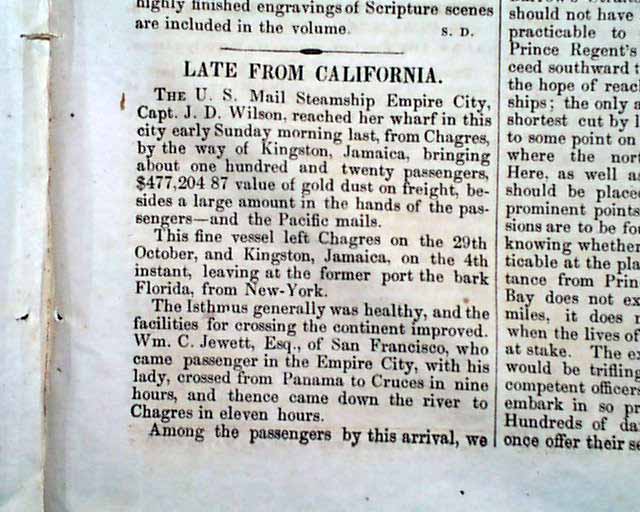 highly finished engravings of Scripture scenes
are included in the volume. S. D.
LATE FROM CALIFORNIA.
THE U. S. Mail Steamship Empire City,
Capt. J. D. Wilson, reached her wharf in this
city early Sunday morning last, from Chagres,
by the way of Kingston, Jamaica, bringing
about one hundred and twenty passengers,
$477,204 87 value of gold dust on freight, be-
sides a large amount in the hands of the pas-
sengers—and the Pacific mails.
This fine vessel left Chagres on the 29th
October, and Kingston, Jamaica, on the 4th
instant, leaving at the former port the bark
Florida, from New-York.
The Isthmus generally was healthy, and the
facilities for crossing the continent improved.
Wm. C. Jewett, Esq., of San Francisco, who
came passenger in the Empire City, with his
lady, crossed from Panama to Cruces in nine
hours, and thence came down the river to
Chagres in eleven hours.
Among the passengers by this arrival, we
should not have
practicable to
Prince Regent's
ceed southward t
the hope of reac
ships; the only a
shortest cut by l
to some point on
where the nor
Here, as well as
should be place
prominent points
sions are to be fo
knowing whether
ticable at the pla
tance from Prin
Bay does not ex
miles, it does n
when the lives of
at stake. The ex
would be trifling
competent officers
embark in so pr
Hundreds of da
once offer their se